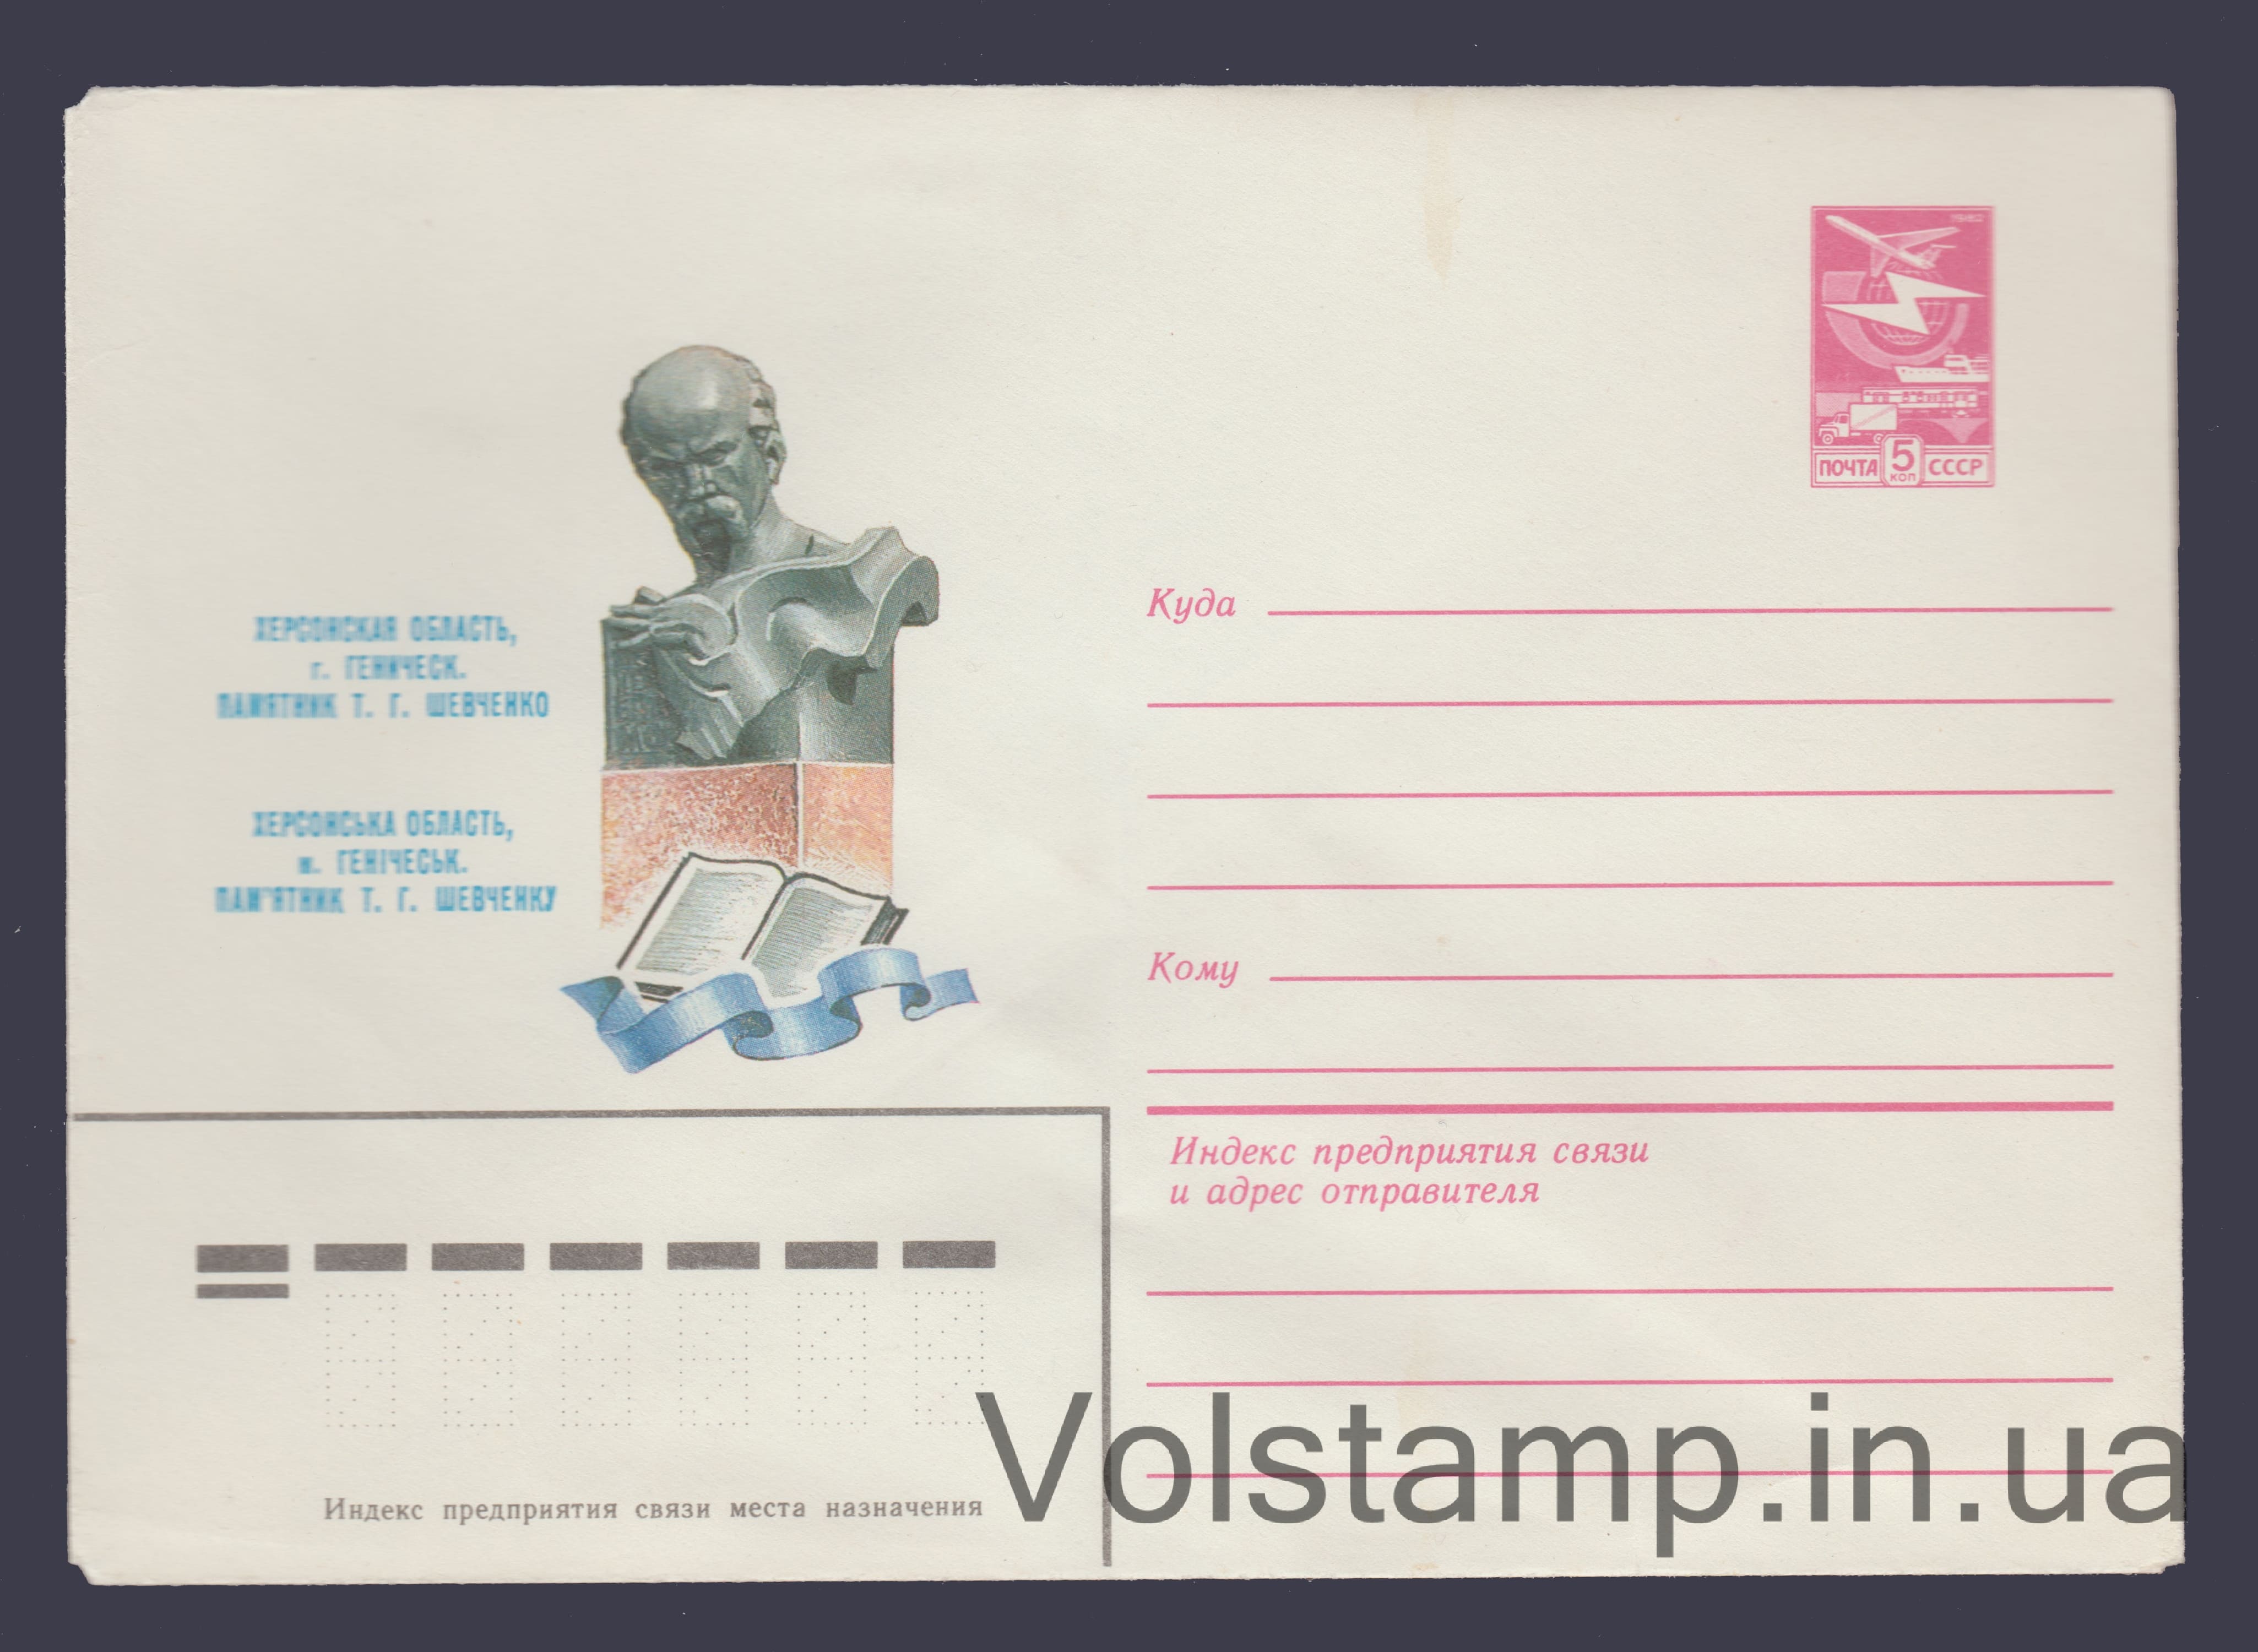 ХЕРСОНСКАЯ ОБЛАСТЬ,
г. ГЕНИЧЕСК.
ПАМЯТНИК Т. Г. ШЕВЧЕНКО
ХЕРСОНСЬКА ОБЛАСТЬ,
м. ГЕНІЧЕСЬК.
ПАМ'ЯТНИК Т. Г. ШЕВЧЕНКУ
1982
ПОЧТА 5 СССР
КОП
Куда
Кому
Индекс предприятия связи
и адрес отправителя
Индекс предприятия связи места назначения
Volstamp.in.ua